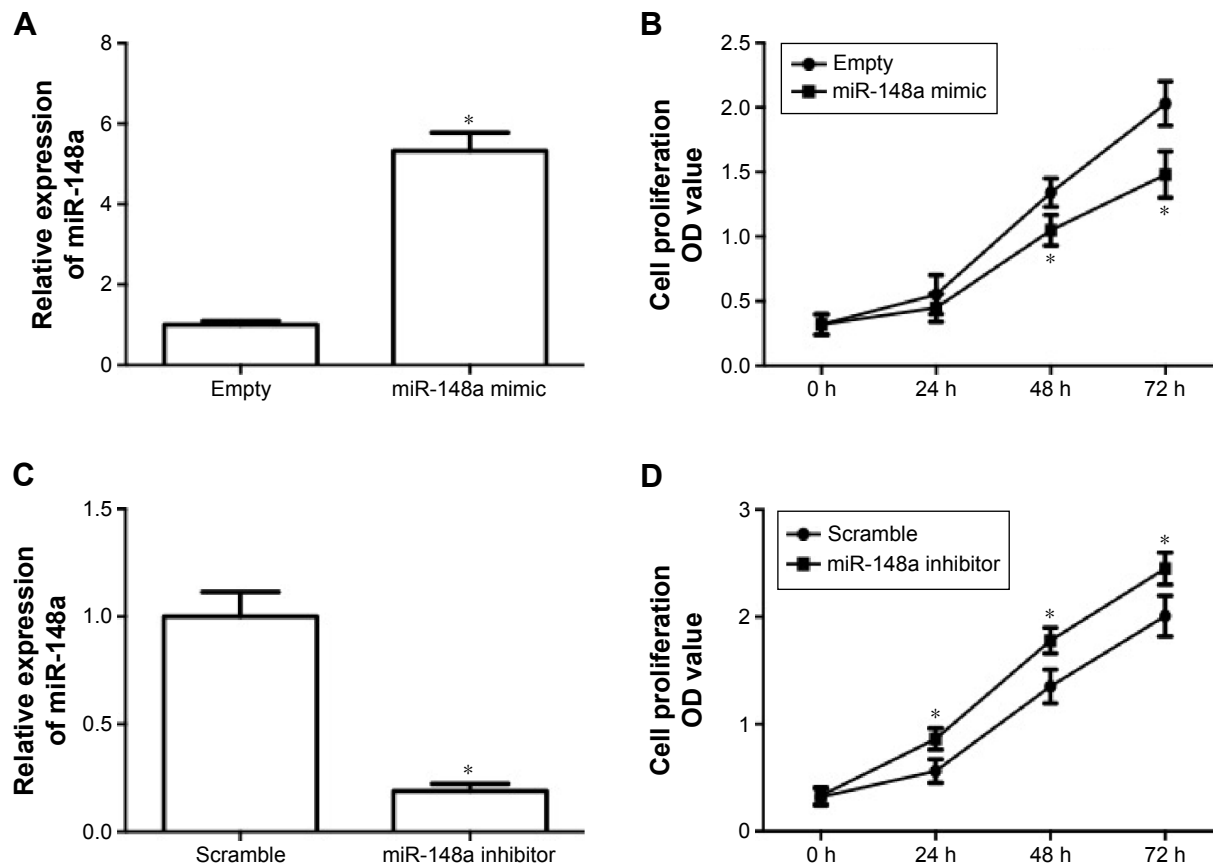 A
Relative expression
of miR-148a
8
6
4
2
0
*
Empty
miR-148a mimic
B
Cell proliferation
OD value
2.5
2.0
1.5
1.0
0.5
0.0
Empty
miR-148a mimic
*
*
0 h
24 h
48 h
72 h
C
Relative expression
of miR-148a
1.5
1.0
0.5
0.0
*
Scramble
miR-148a inhibitor
D
Cell proliferation
OD value
3
2
1
0
Scramble
miR-148a inhibitor
*
*
*
0 h
24 h
48 h
72 h